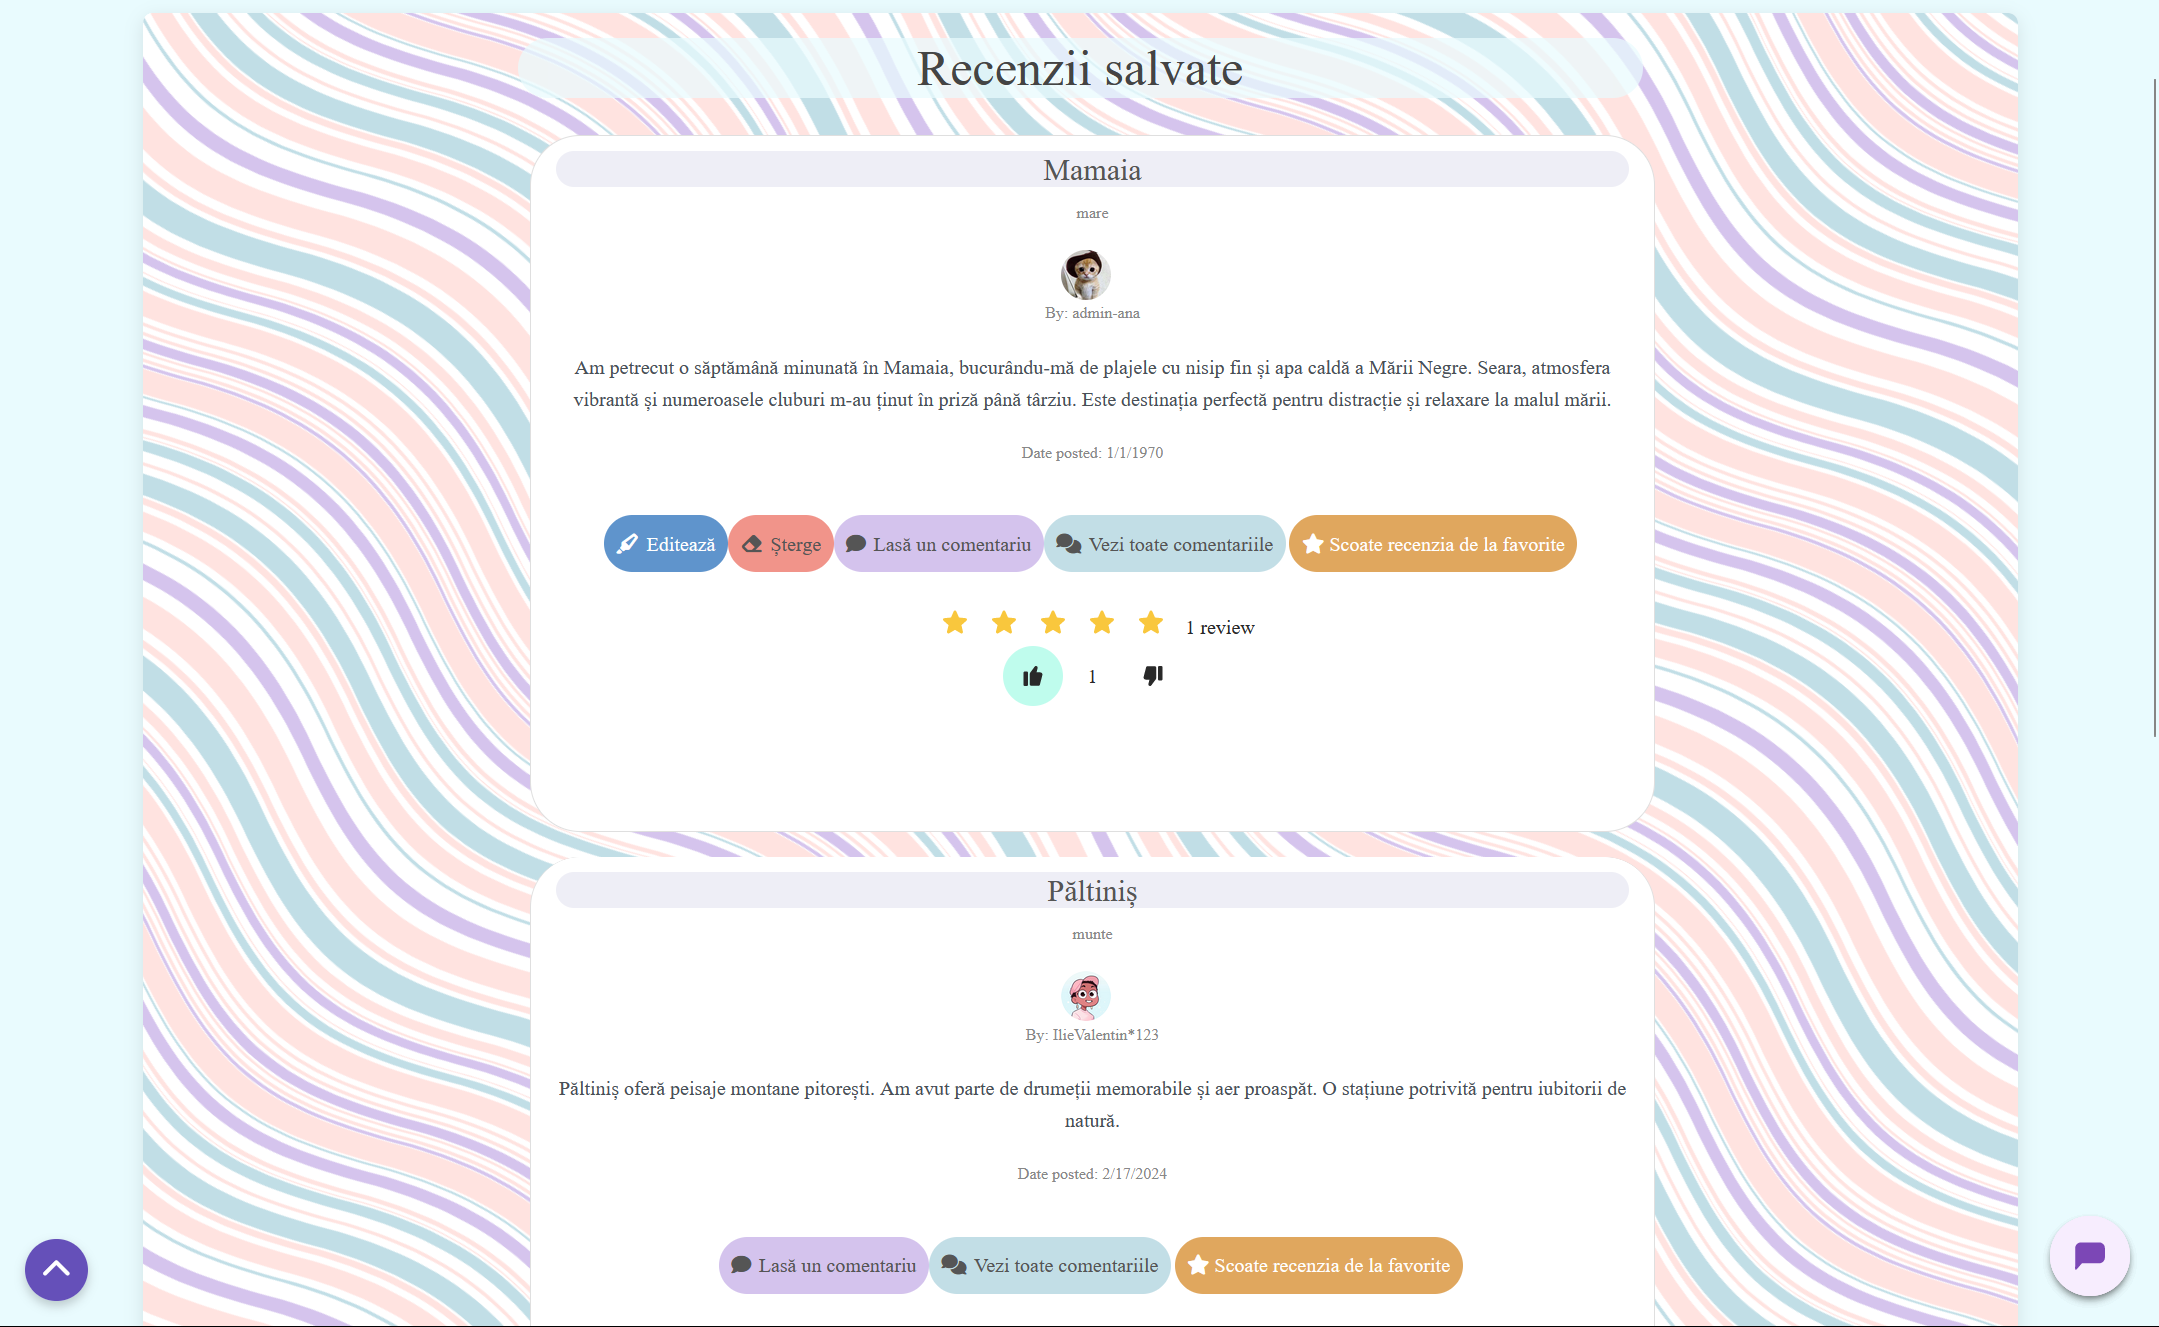 Recenzii salvate
Mamaia
mare
By: admin-ana
Am petrecut o săptămână minunată în Mamaia, bucurându-mă de plajele cu nisip fin și apa caldă a Mării Negre. Seara, atmosfera
vibrantă și numeroasele cluburi m-au ținut în priză până târziu. Este destinația perfectă pentru distracție și relaxare la malul mării.
Date posted: 1/1/1970
Editează Șterge Lasă un comentariu Vezi toate comentariile Scoate recenzia de la favorite
1 review
1
Păltiniș
munte
By: IlieValentin*123
Păltiniș oferă peisaje montane pitorești. Am avut parte de drumeții memorabile și aer proaspăt. O stațiune potrivită pentru iubitorii de
natură.
Date posted: 2/17/2024
Lasă un comentariu Vezi toate comentariile Scoate recenzia de la favorite